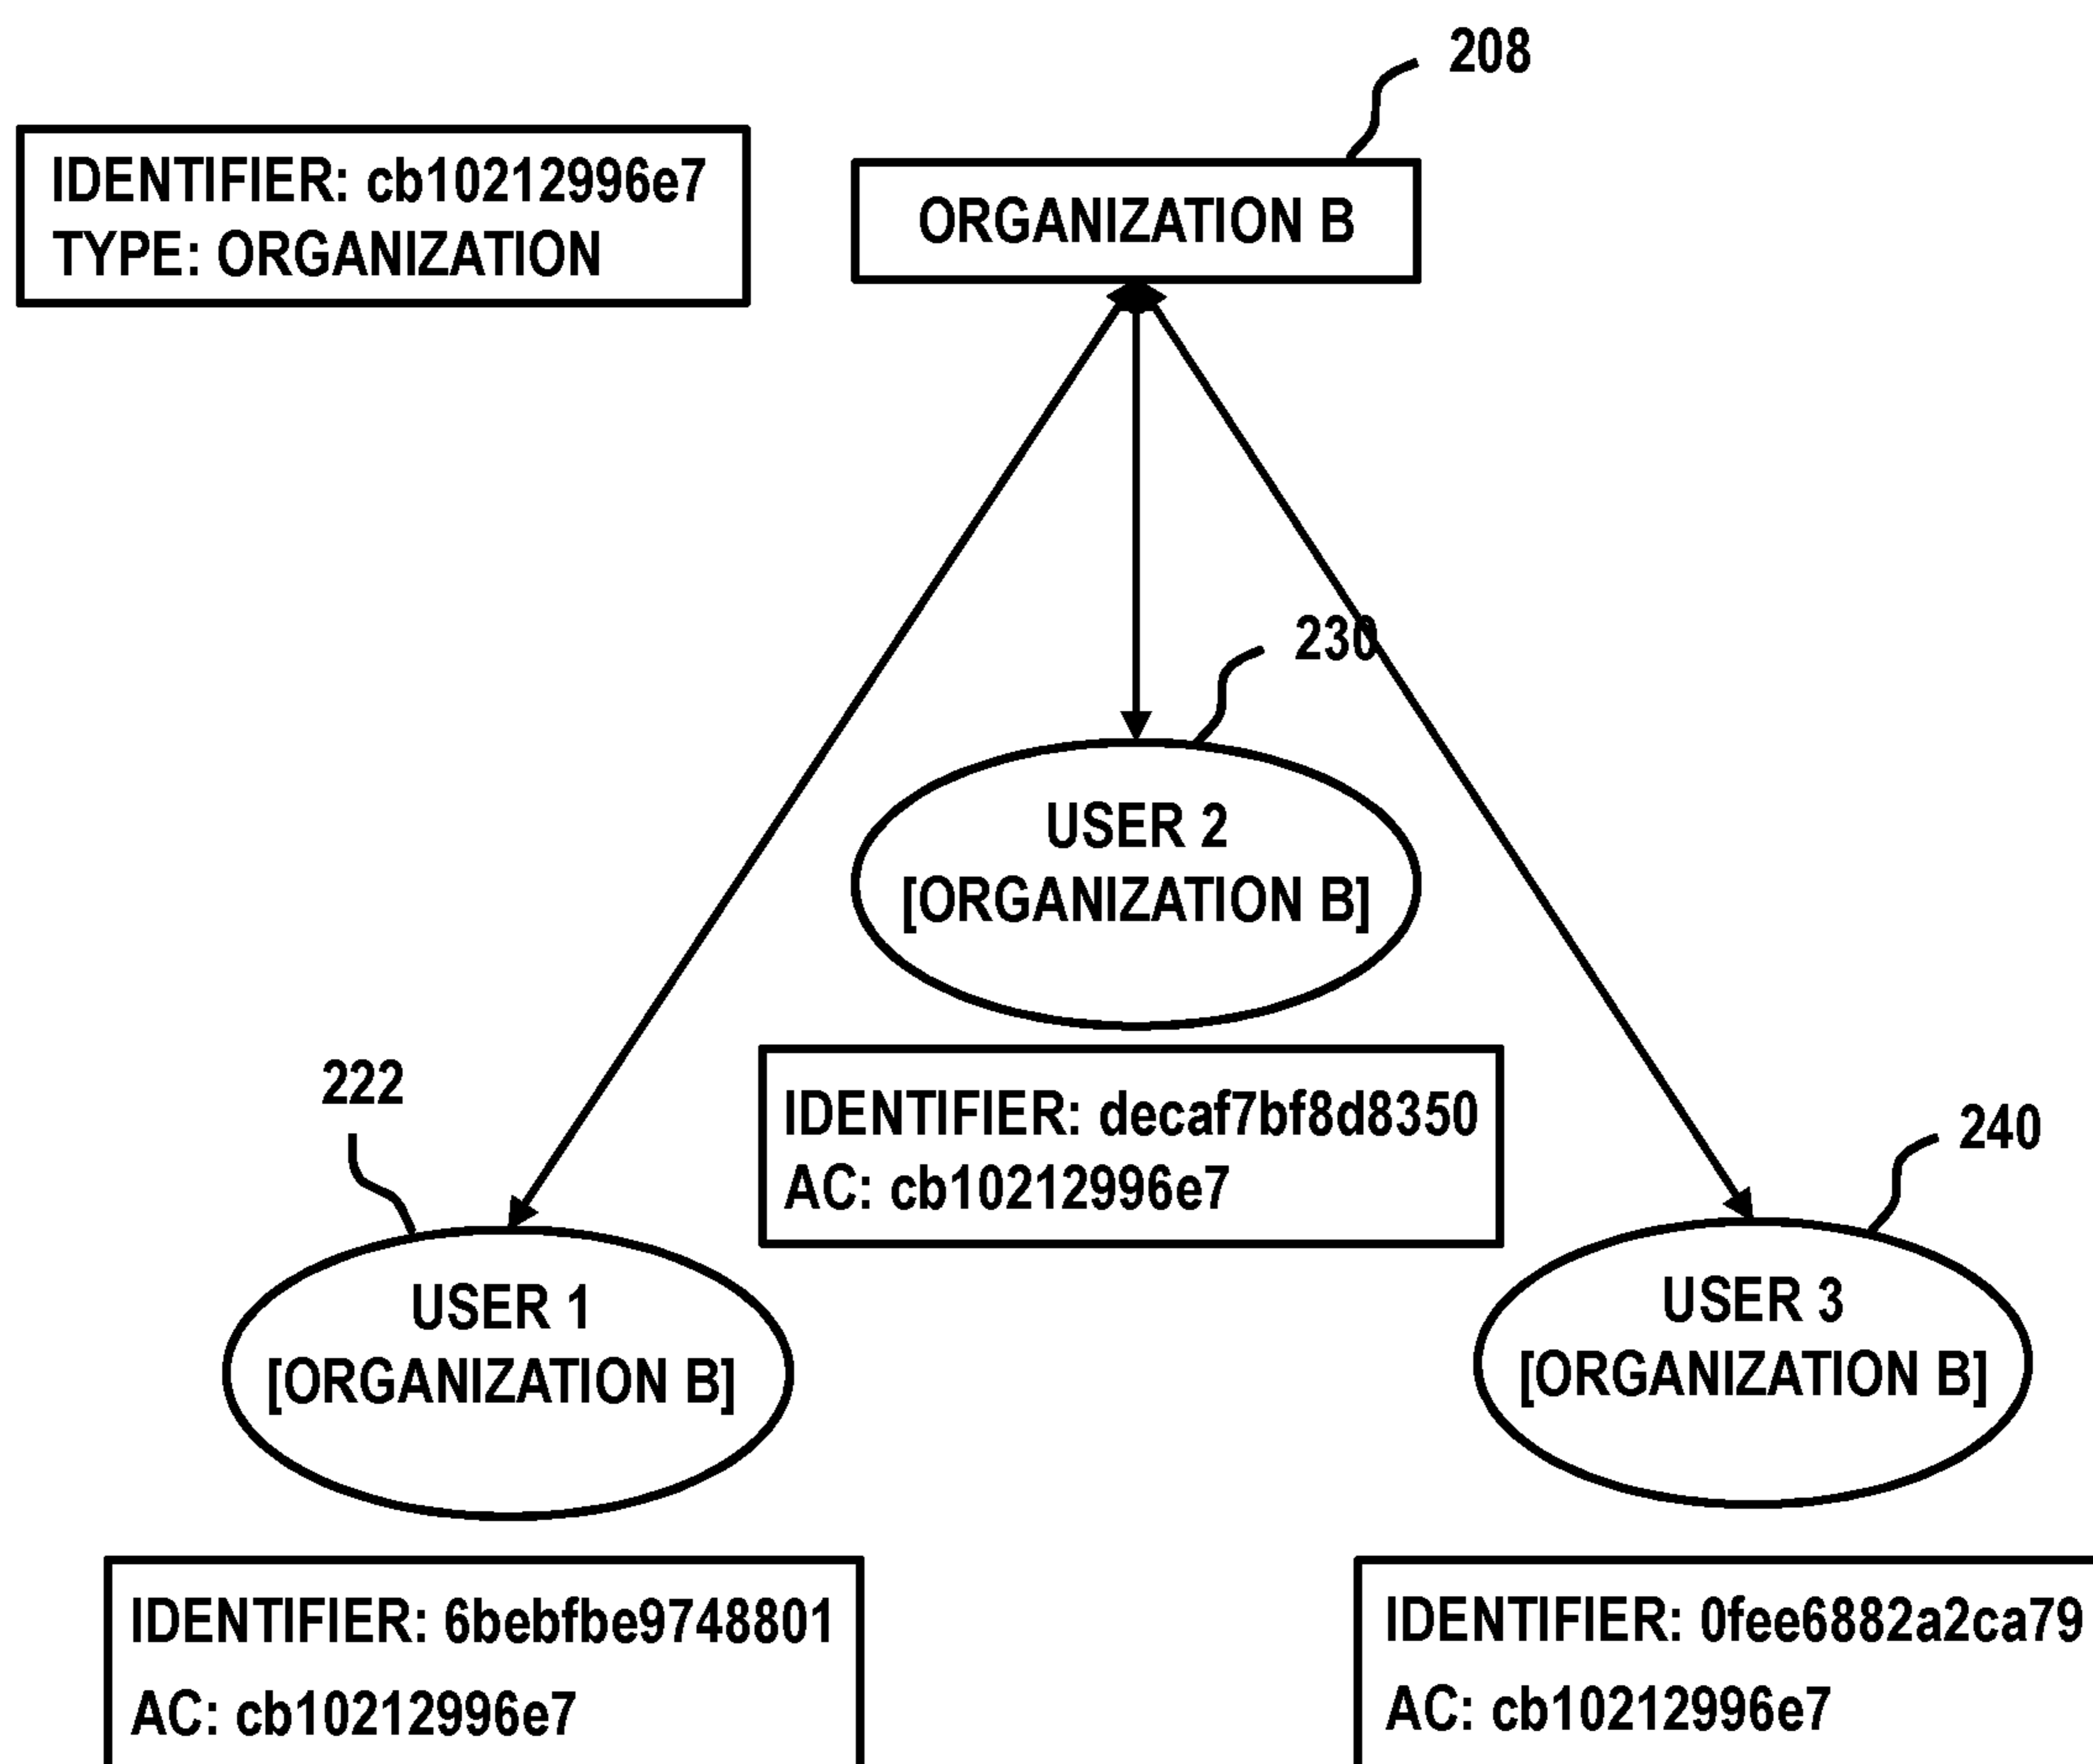 208
IDENTIFIER: cb10212996e7
TYPE: ORGANIZATION
ORGANIZATION B
230
USER 2
[ORGANIZATION B]
IDENTIFIER: decaf7bf8d8350
AC: cb10212996e7
222
USER 1
[ORGANIZATION B]
240
USER 3
[ORGANIZATION B]
IDENTIFIER: 6bebfbe9748801
AC: cb10212996e7
IDENTIFIER: 0fee6882a2ca79
AC: cb10212996e7